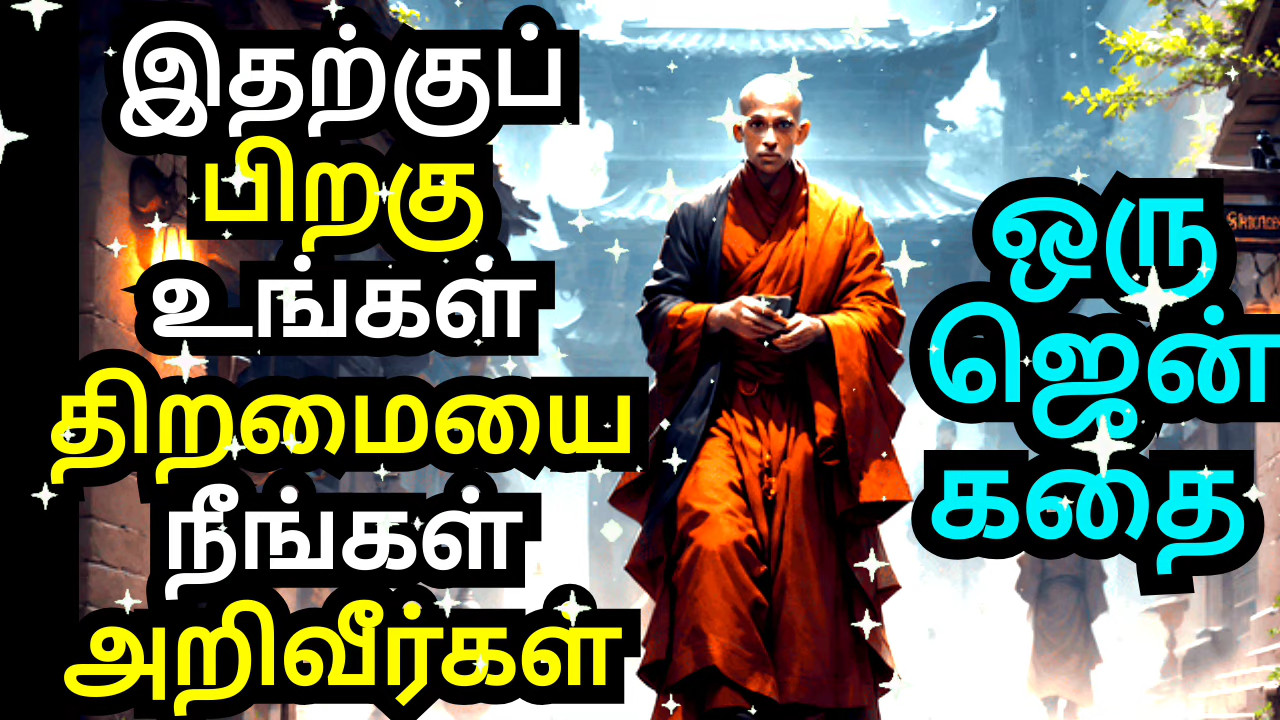 இதற்குப்
பிறகு
உங்கள்
திறமையை
நீங்கள்
அறிவீர்கள்
ஒரு
ஜென்
கதை